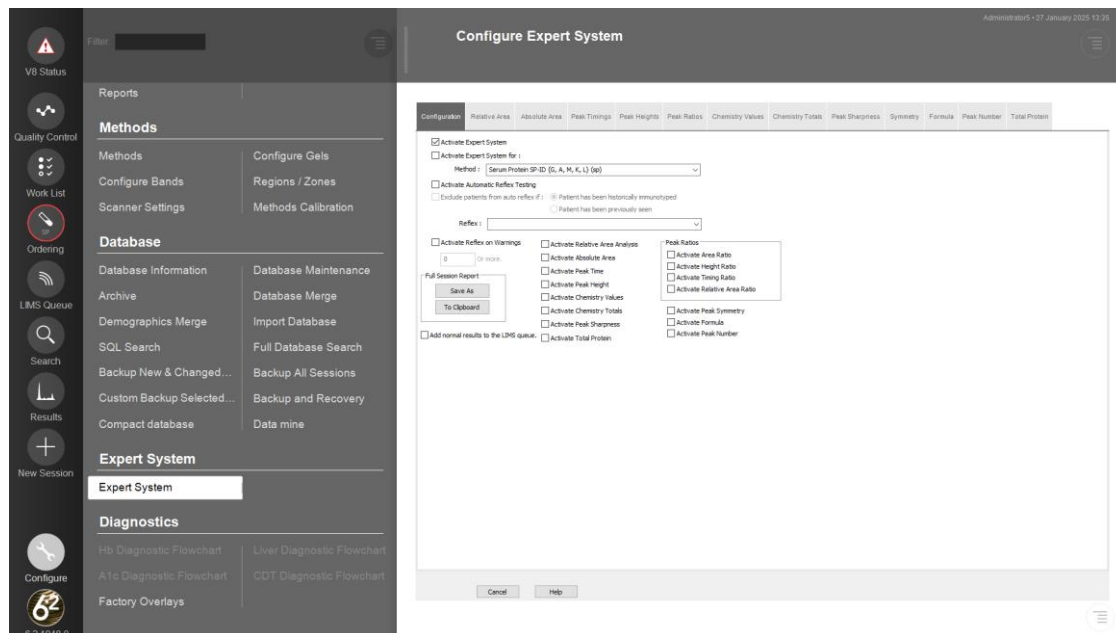 Administrator5 • 27 January 2025 13:35
V8 Status
Quality Control
Work List
SP
Ordering
LIMS Queue
Search
Results
New Session
Configure
6.2
Filter:
Reports
Methods
Methods
Configure Gels
Configure Bands
Regions / Zones
Scanner Settings
Methods Calibration
Database
Database Information
Database Maintenance
Archive
Database Merge
Demographics Merge
Import Database
SQL Search
Full Database Search
Backup New & Changed...
Backup All Sessions
Custom Backup Selected...
Backup and Recovery
Compact database
Data mine
Expert System
Expert System
Diagnostics
Hb Diagnostic Flowchart
Liver Diagnostic Flowchart
A1c Diagnostic Flowchart
CDT Diagnostic Flowchart
Factory Overlays
Configure Expert System
Configuration Relative Area Absolute Area Peak Timings Peak Heights Peak Ratios Chemistry Values Chemistry Totals Peak Sharpness Symmetry Formula Peak Number Total Protein
Activate Expert System
Activate Expert System for :
Method : Serum Protein SP-ID (G, A, M, K, L) (sp)
Activate Automatic Reflex Testing
Exclude patients from auto reflex if : Patient has been historically immunotyped
Patient has been previously seen
Reflex :
Activate Reflex on Warnings
0 Or more.
Full Session Report
Save As
To Clipboard
Add normal results to the LIMS queue.
Activate Relative Area Analysis
Activate Absolute Area
Activate Peak Time
Activate Peak Height
Activate Chemistry Values
Activate Chemistry Totals
Activate Peak Sharpness
Activate Total Protein
Peak Ratios
Activate Area Ratio
Activate Height Ratio
Activate Timing Ratio
Activate Relative Area Ratio
Activate Peak Symmetry
Activate Formula
Activate Peak Number
Cancel
Help